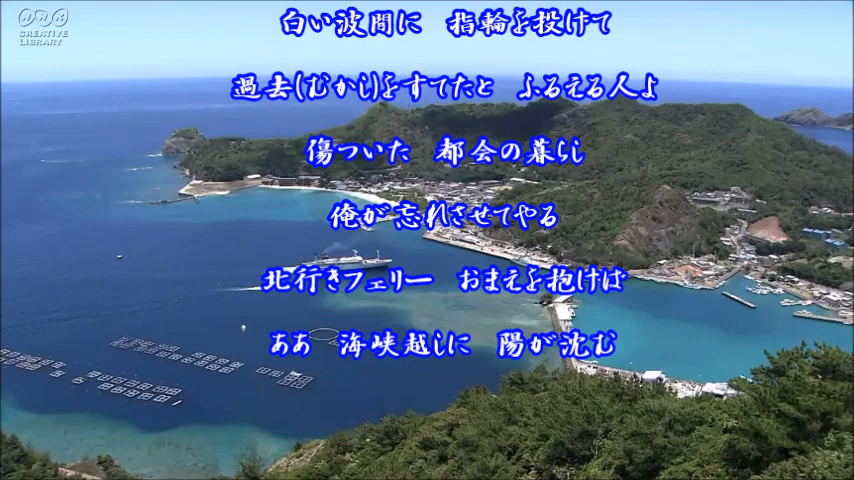 NHK
CREATIVE
LIBRARY
白い波間に　指輪を投げて
過去(むかし)をすてたと　ふるえる人よ
傷ついた　都会の暮らし
俺が忘れさせてやる
北行きフェリー　おまえを抱けば
ああ　海峡越しに　陽が沈む